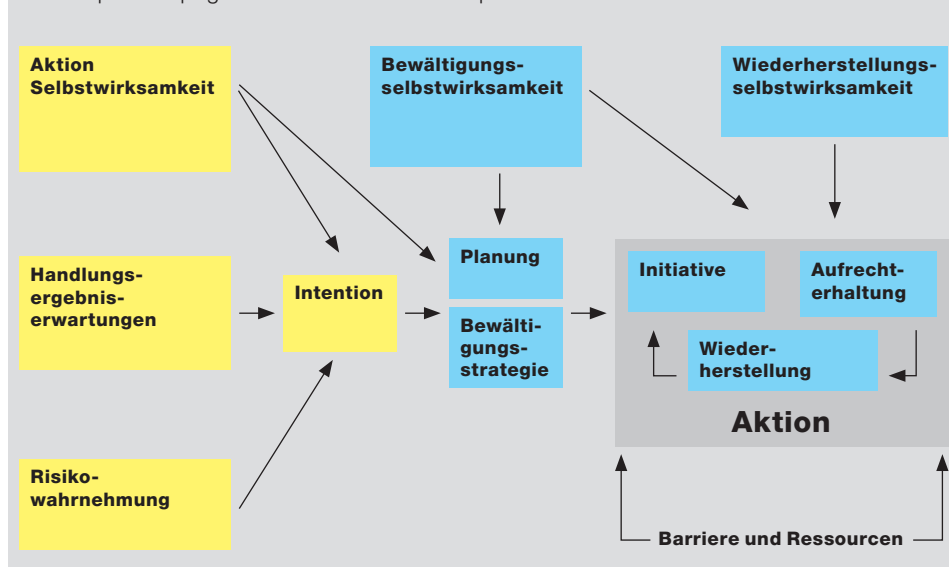 Aktion
Selbstwirksamkeit
Bewältigungs-
selbstwirksamkeit
Wiederherstellungs-
selbstwirksamkeit
Handlungs-
ergebnis-
erwartungen
Intention
Planung
Bewälti-
gungs-
strategie
Initiative
Aufrecht-
erhaltung
Wieder-
herstellung
Aktion
Risiko-
wahrnehmung
Barriere und Ressourcen